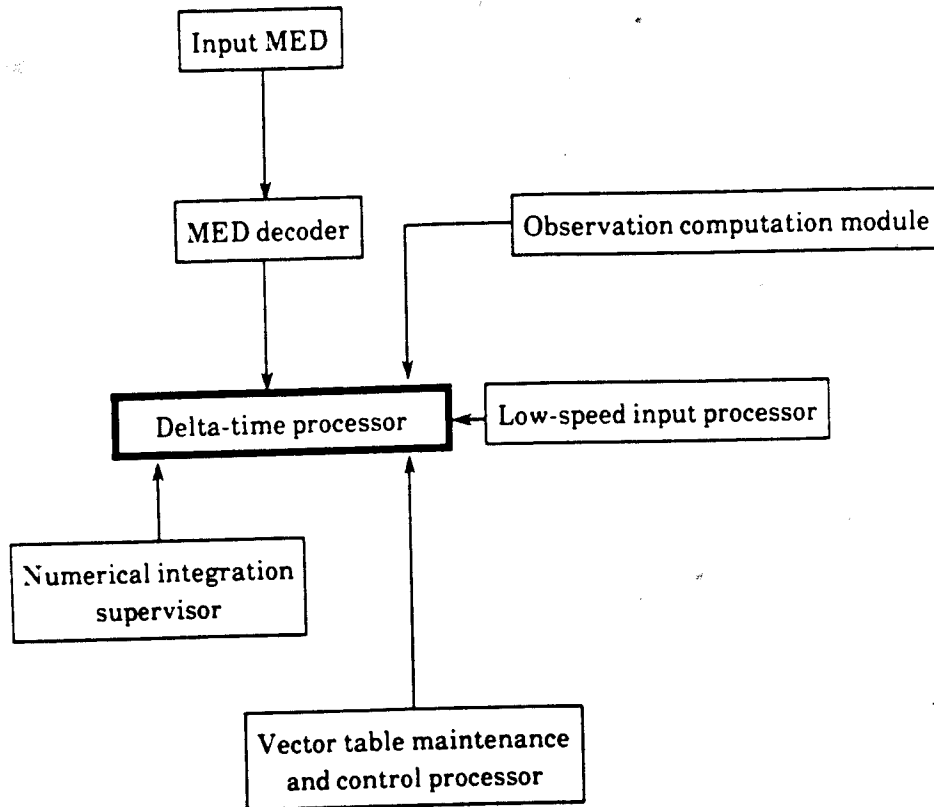 Input MED
MED decoder
Observation computation module
Delta-time processor
Low-speed input processor
Numerical integration
supervisor
Vector table maintenance
and control processor